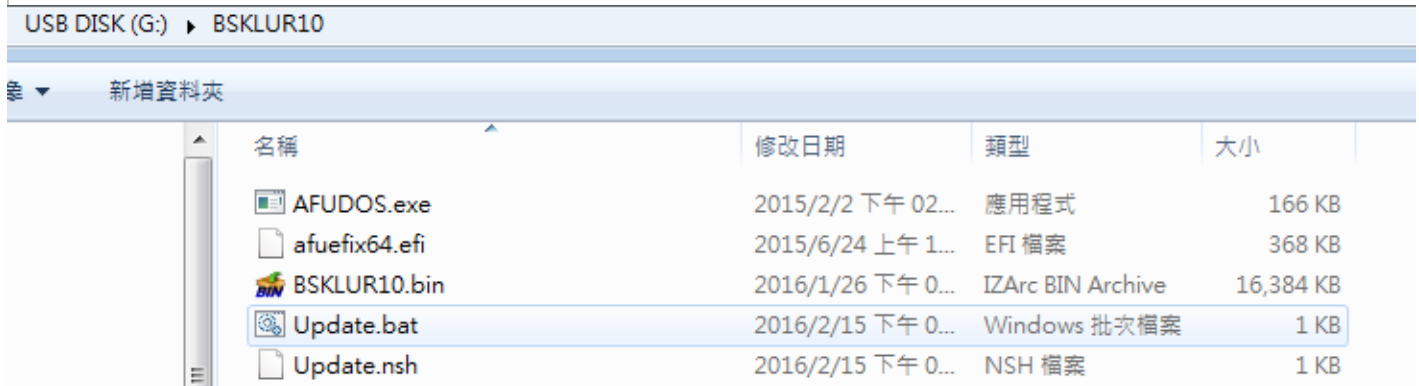 USB DISK (G:) ▸ BSKLUR10
象 ▼ 新增資料夾
名稱 修改日期 類型 大小
AFUDOS.exe 2015/2/2 下午 02... 應用程式 166 KB
afuefix64.efi 2015/6/24 上午 1... EFI 檔案 368 KB
BIN BSKLUR10.bin 2016/1/26 下午 0... IZArc BIN Archive 16,384 KB
Update.bat 2016/2/15 下午 0... Windows 批次檔案 1 KB
Update.nsh 2016/2/15 下午 0... NSH 檔案 1 KB